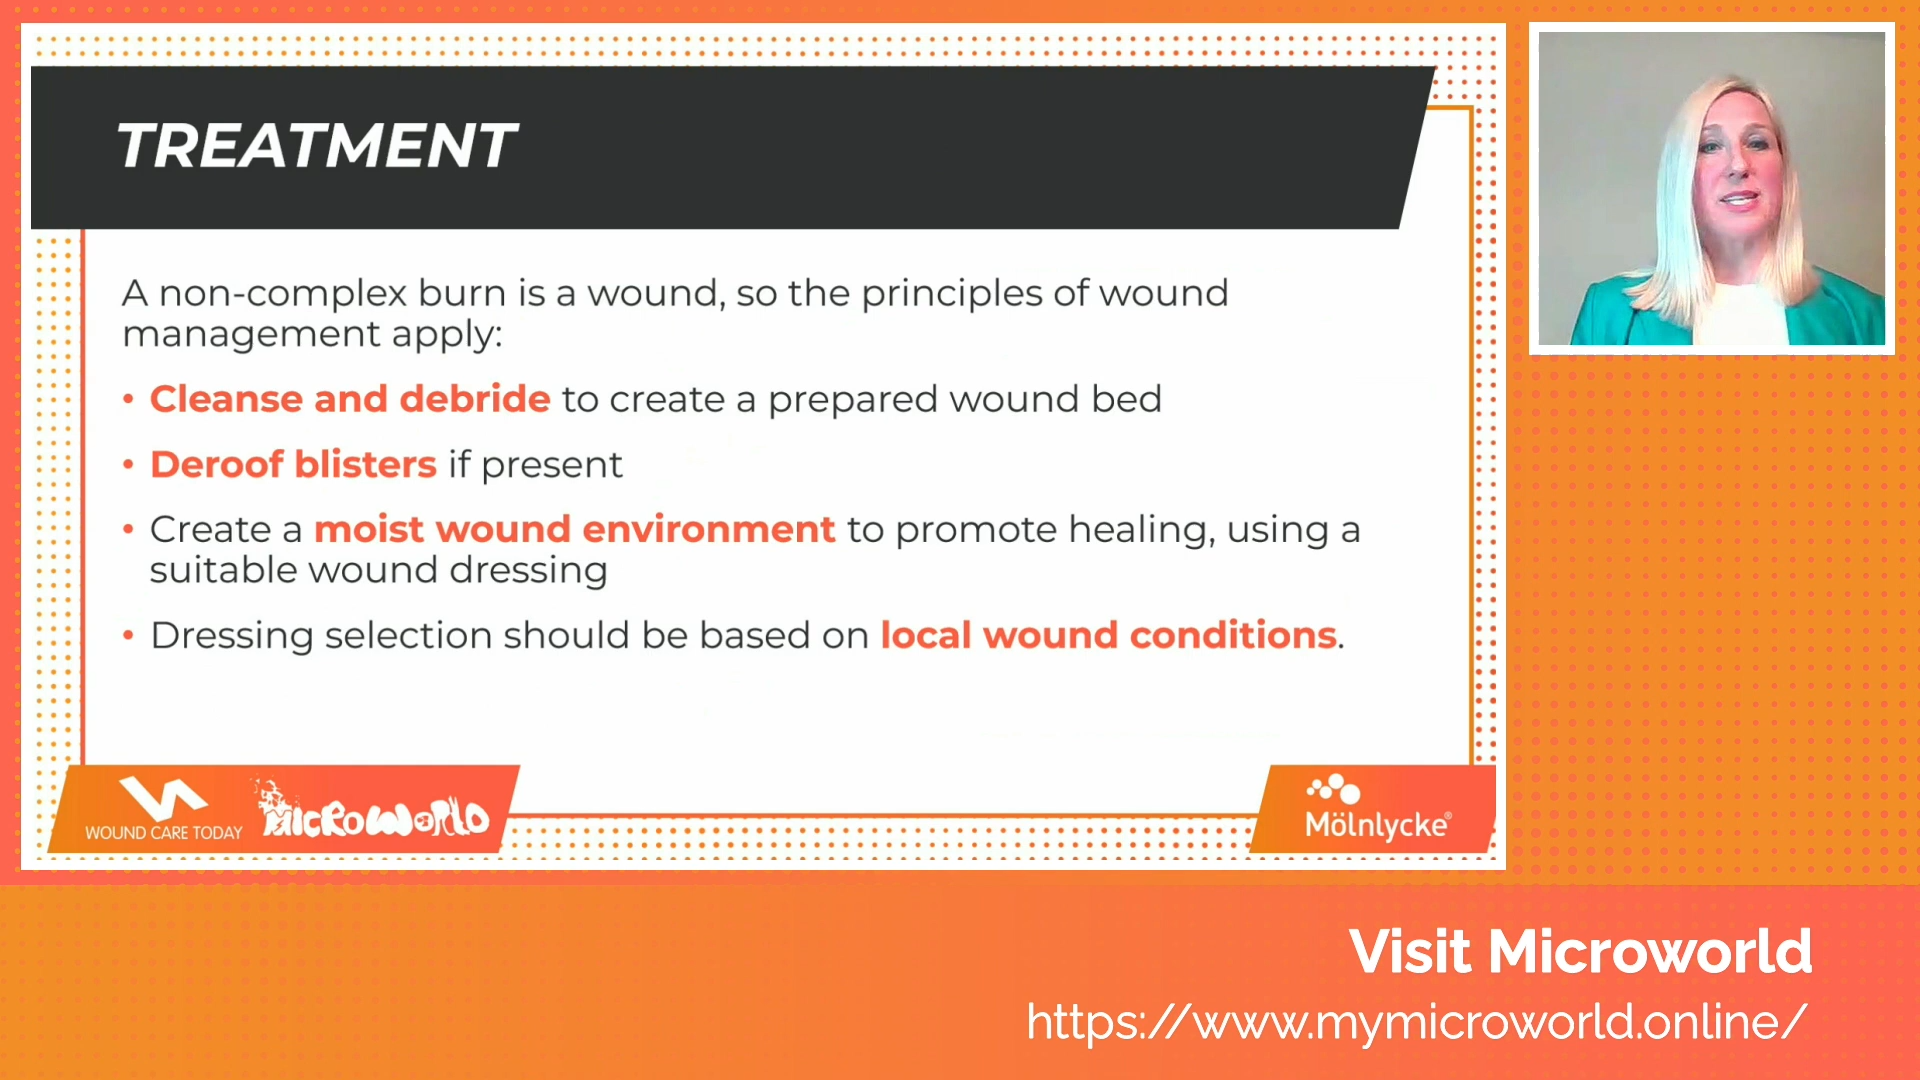 TREATMENT
A non-complex burn is a wound, so the principles of wound
management apply:
• Cleanse and debride to create a prepared wound bed
• Deroof blisters if present
• Create a moist wound environment to promote healing, using a
suitable wound dressing
• Dressing selection should be based on local wound conditions.
WOUND CARE TODAY
MICROWORLD
Mölnlycke®
Visit Microworld
https://www.mymicroworld.online/